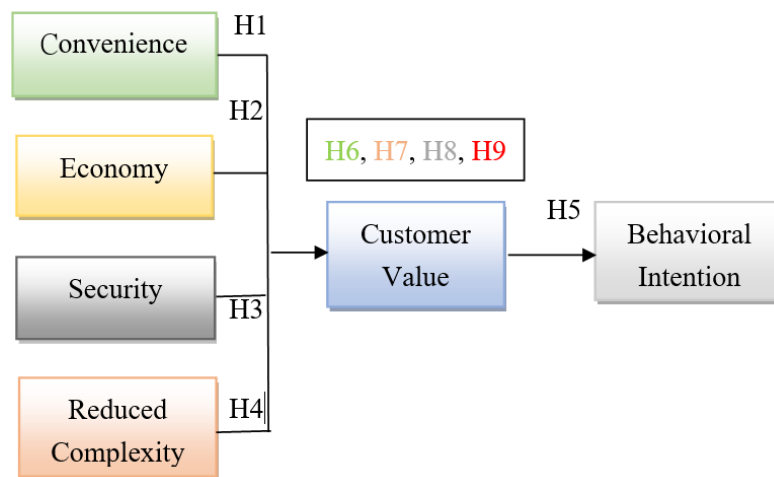 Convenience
H1
H2
Economy
H6, H7, H8, H9
Customer
Value
H5
Behavioral
Intention
Security
H3
Reduced
Complexity
H4